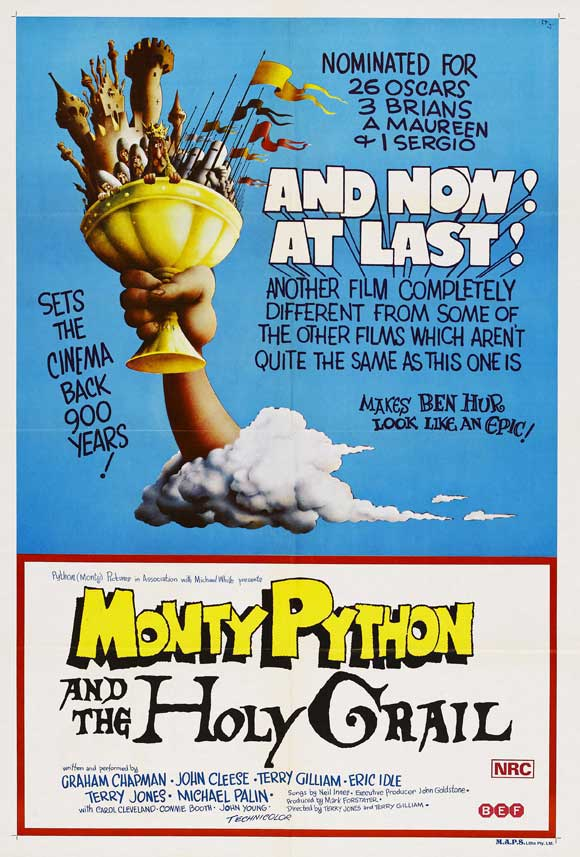 NOMINATED FOR
26 OSCARS
3 BRIANS
A MAUREEN
& 1 SERGIO
AND NOW!
AT LAST!
ANOTHER FILM COMPLETELY
DIFFERENT FROM SOME OF
THE OTHER FILMS WHICH AREN'T
QUITE THE SAME AS THIS ONE IS
SETS
THE
CINEMA
BACK
900
YEARS
!
MAKES BEN HUR
LOOK LIKE AN EPIC!
Python (Monty) Pictures in Association with Michael White presents
MONTY PYTHON
AND THE HOLY GRAIL
written and performed by
GRAHAM CHAPMAN · JOHN CLEESE · TERRY GILLIAM · ERIC IDLE
TERRY JONES · MICHAEL PALIN ·
with CAROL CLEVELAND · CONNIE BOOTH · JOHN YOUNG ·
TECHNICOLOR
Songs by Neil Innes · Executive Producer John Goldstone ·
Produced by Mark FORSTATER ·
Directed by TERRY JONES and TERRY GILLIAM ·
NRC
BEF
M.A.P.S. Litho Pty. Ltd.